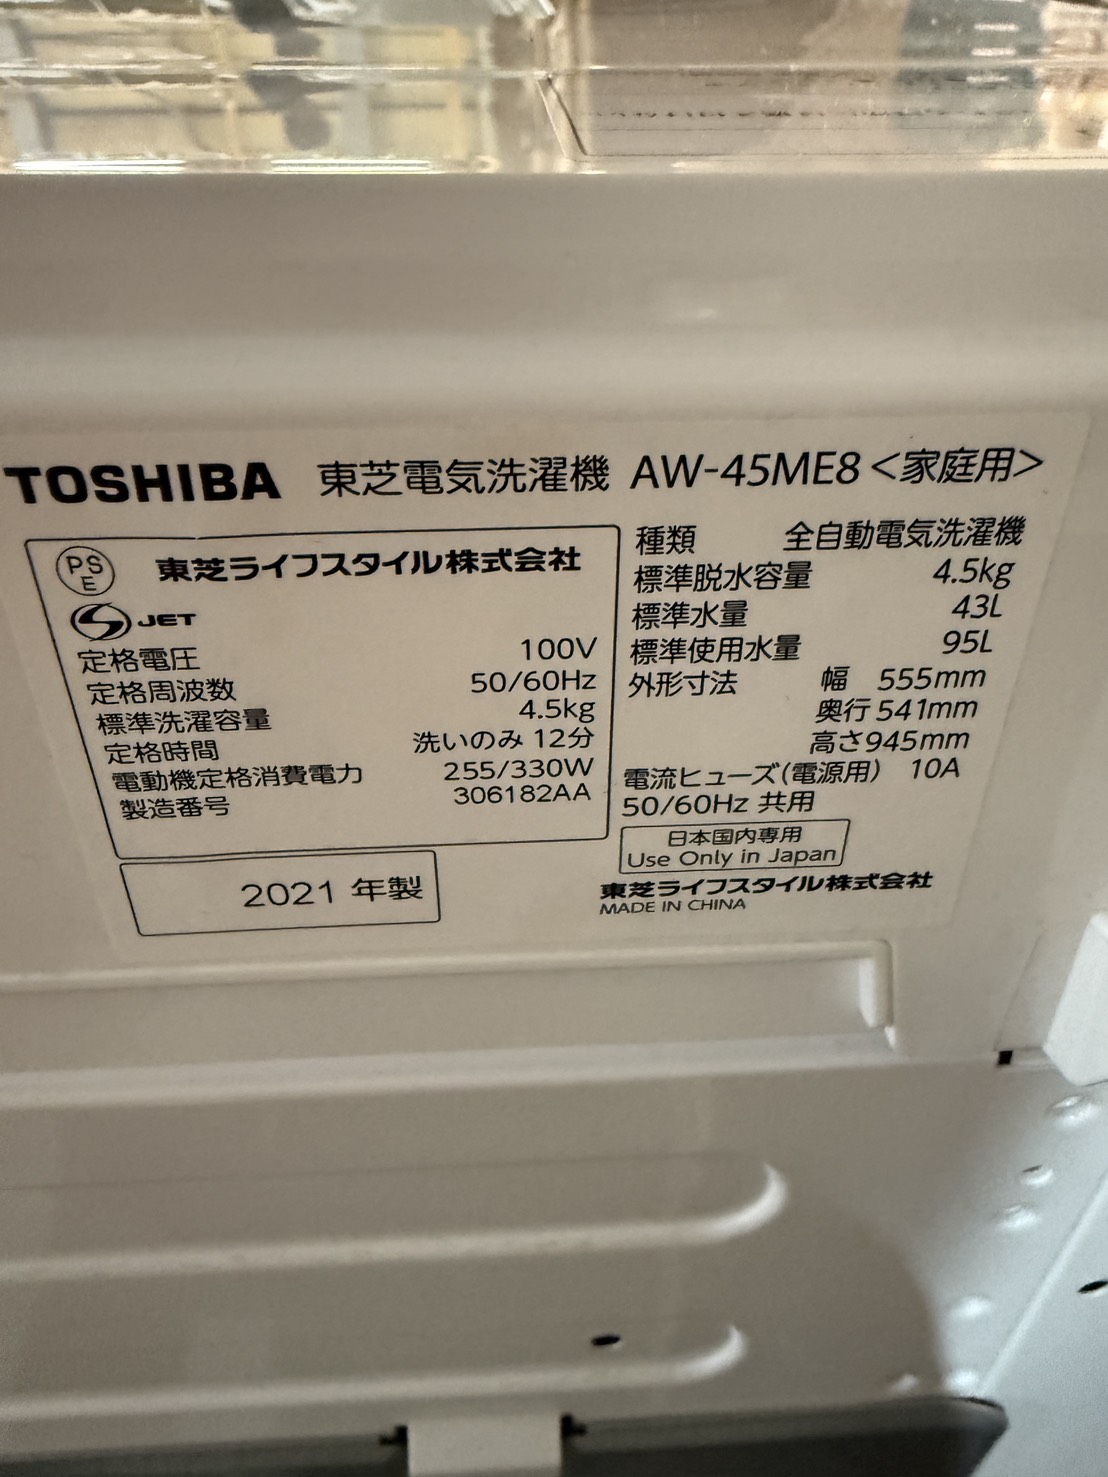 TOSHIBA 東芝電気洗濯機 AW-45ME8<家庭用>
PS
E
東芝ライフスタイル株式会社
JET
定格電圧 100V
定格周波数 50/60Hz
標準洗濯容量 4.5kg
定格時間 洗いのみ 12分
電動機定格消費電力 255/330W
製造番号 306182AA
2021 年製
種類 全自動電気洗濯機
標準脱水容量 4.5kg
標準水量 43L
標準使用水量 95L
外形寸法 幅 555mm
奥行 541mm
高さ945mm
電流ヒューズ(電源用) 10A
50/60Hz 共用
日本国内専用
Use Only in Japan
東芝ライフスタイル株式会社
MADE IN CHINA